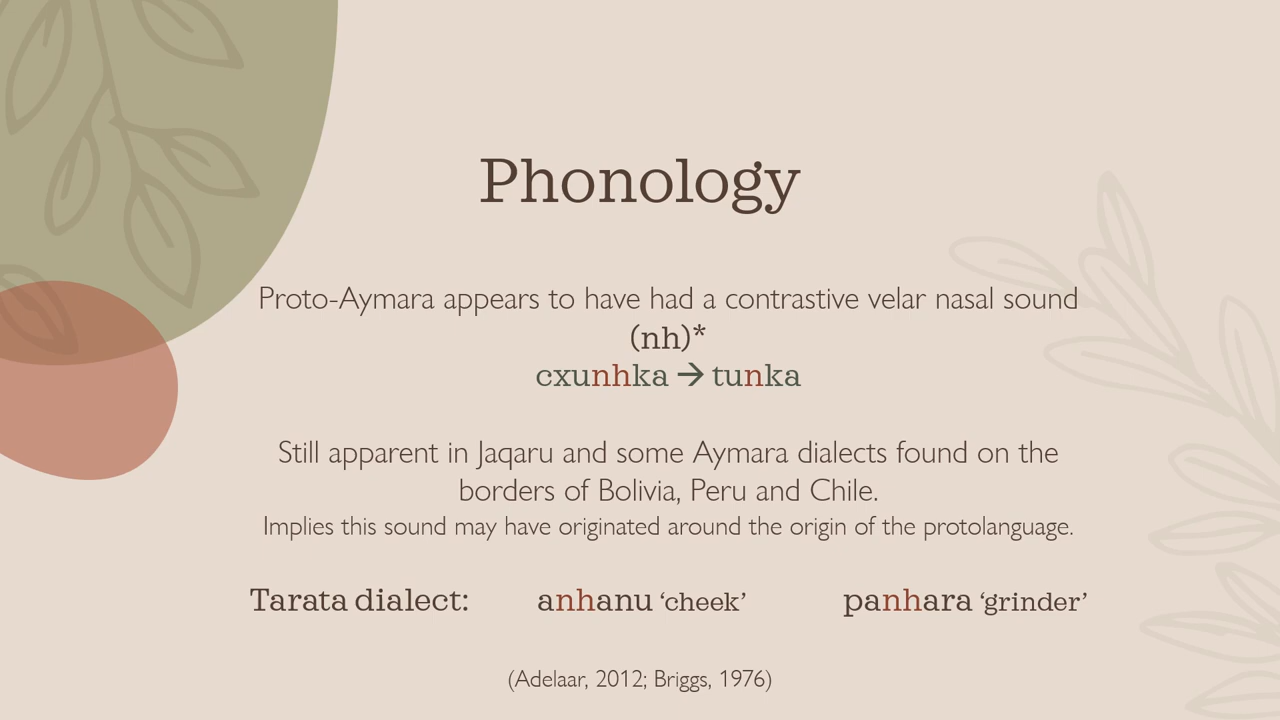 Phonology
Proto-Aymara appears to have had a contrastive velar nasal sound
(nh)*
cxunhka → tunka
Still apparent in Jaqaru and some Aymara dialects found on the
borders of Bolivia, Peru and Chile.
Implies this sound may have originated around the origin of the protolanguage.
Tarata dialect: anhanu ‘cheek’ panhara ‘grinder’
(Adelaar, 2012; Briggs, 1976)